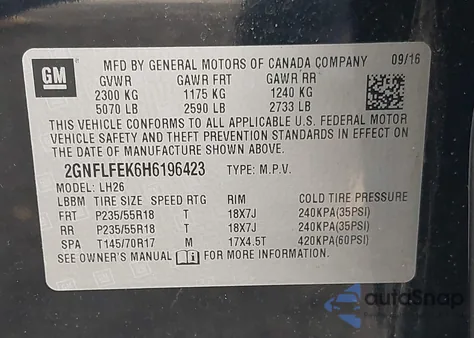 GM
MFD BY GENERAL MOTORS OF CANADA COMPANY 09/16
GVWR GAWR FRT GAWR RR
2300 KG 1175 KG 1240 KG
5070 LB 2590 LB 2733 LB
THIS VEHICLE CONFORMS TO ALL APPLICABLE U.S. FEDERAL MOTOR
VEHICLE SAFETY AND THEFT PREVENTION STANDARDS IN EFFECT ON
THE DATE OF MANUFACTURE SHOWN ABOVE.
2GNFLFEK6H6196423 TYPE: M.P.V.
MODEL: LH26
LBBM TIRE SIZE SPEED RTG RIM COLD TIRE PRESSURE
FRT P235/55R18 T 18X7J 240KPA(35PSI)
RR P235/55R18 T 18X7J 240KPA(35PSI)
SPA T145/70R17 M 17X4.5T 420KPA(60PSI)
SEE OWNER'S MANUAL FOR MORE INFORMATION.
autoSnap